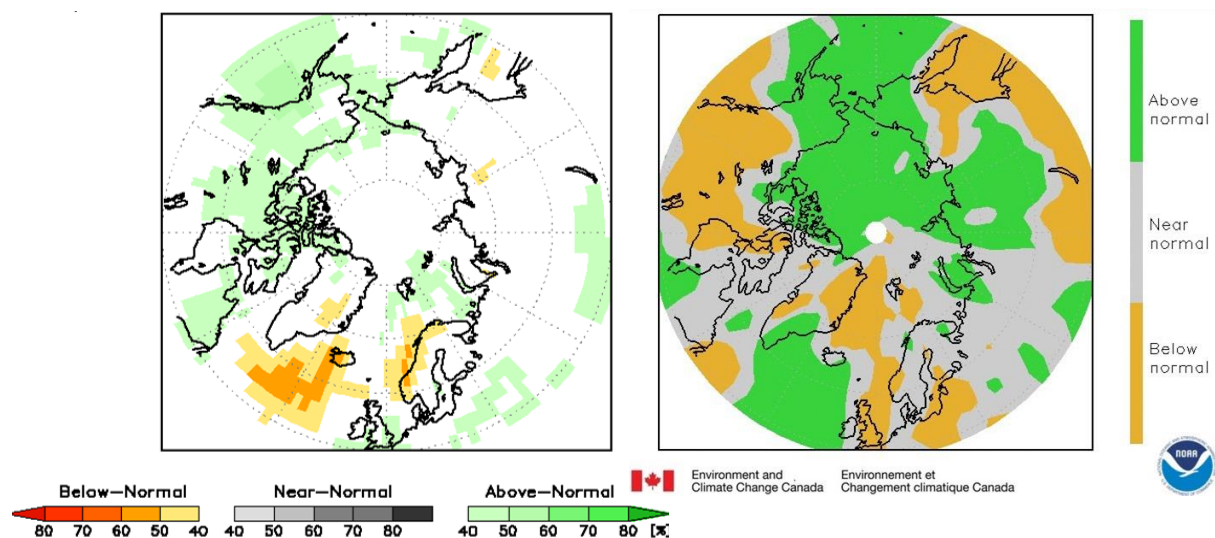 Above
normal
Near
normal
Below
normal
NOAA
Environment and
Climate Change Canada
Environnement et
Changement climatique Canada
Below-Normal
80 70 60 50 40
Near-Normal
40 50 60 70 80
Above-Normal
40 50 60 70 80 [%]